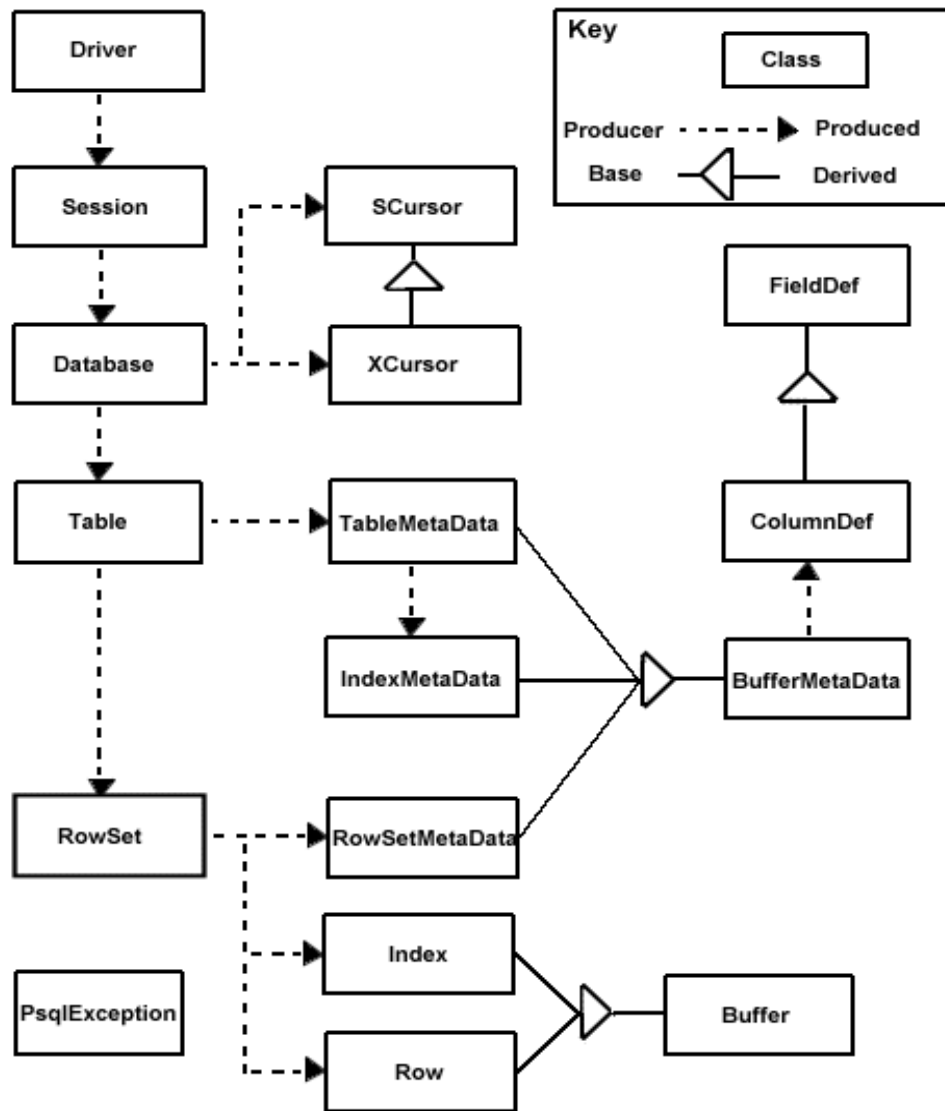 Driver
Key
Class
Producer
Produced
Base
Derived
Session
SCursor
FieldDef
Database
XCursor
Table
TableMetaData
ColumnDef
IndexMetaData
BufferMetaData
RowSet
RowSetMetaData
Index
PsqlException
Buffer
Row